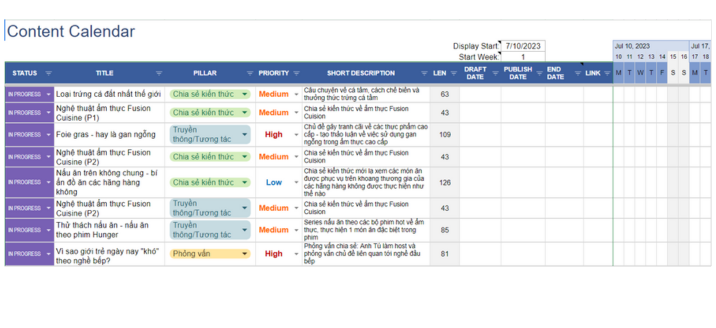 Content Calendar
Display Start 7/10/2023 Jul 10, 2023 Jul 17,
Start Week 1 10 11 12 13 14 15 16 17 18
STATUS TITLE PILLAR PRIORITY SHORT DESCRIPTION LEN DRAFT DATE PUBLISH DATE END DATE LINK M T W T F S S M T
IN PROGRESS Loại trứng cá đắt nhất thế giới Chia sẻ kiến thức Medium Câu chuyện về cá tầm, cách chế biến và
thưởng thức trứng cá tầm 63
IN PROGRESS Nghệ thuật ẩm thực Fusion
Cuisine (P1) Chia sẻ kiến thức Medium Chia sẻ kiến thức về ẩm thực Fusion
Cuision 43
IN PROGRESS Foie gras - hay là gan ngỗng Truyền
thông/Tương tác High Chủ đề gây tranh cãi về các thực phẩm cao
cấp - tạo thảo luận về việc sử dụng gan
ngỗng trong ẩm thực cao cấp 109
IN PROGRESS Nghệ thuật ẩm thực Fusion
Cuisine (P2) Chia sẻ kiến thức Medium Chia sẻ kiến thức về ẩm thực Fusion
Cuision 43
IN PROGRESS Nấu ăn trên không chung - bí
ẩn đồ ăn các hãng hàng
không Chia sẻ kiến thức Low Chia sẻ kiến thức mới lạ xem các món ăn
được phục vụ trên khoang thương gia của
các hãng hàng không được thực hiện như
thế nào 126
IN PROGRESS Nghệ thuật ẩm thực Fusion
Cuisine (P2) Truyền
thông/Tương tác Medium Chia sẻ kiến thức về ẩm thực Fusion
Cuision 43
IN PROGRESS Thử thách nấu ăn - nấu ăn
theo phim Hunger Truyền
thông/Tương tác Medium Series nấu ăn theo các bộ phim hot về ẩm
thực, thực hiện 1 món ăn đặc biệt trong
phim 85
IN PROGRESS Vì sao giới trẻ ngày nay "khó"
theo nghề bếp? Phỏng vấn High Phỏng vấn chia sẻ: Anh Tú làm host và
phỏng vấn chủ đề liên quan tới nghề đầu
bếp 81